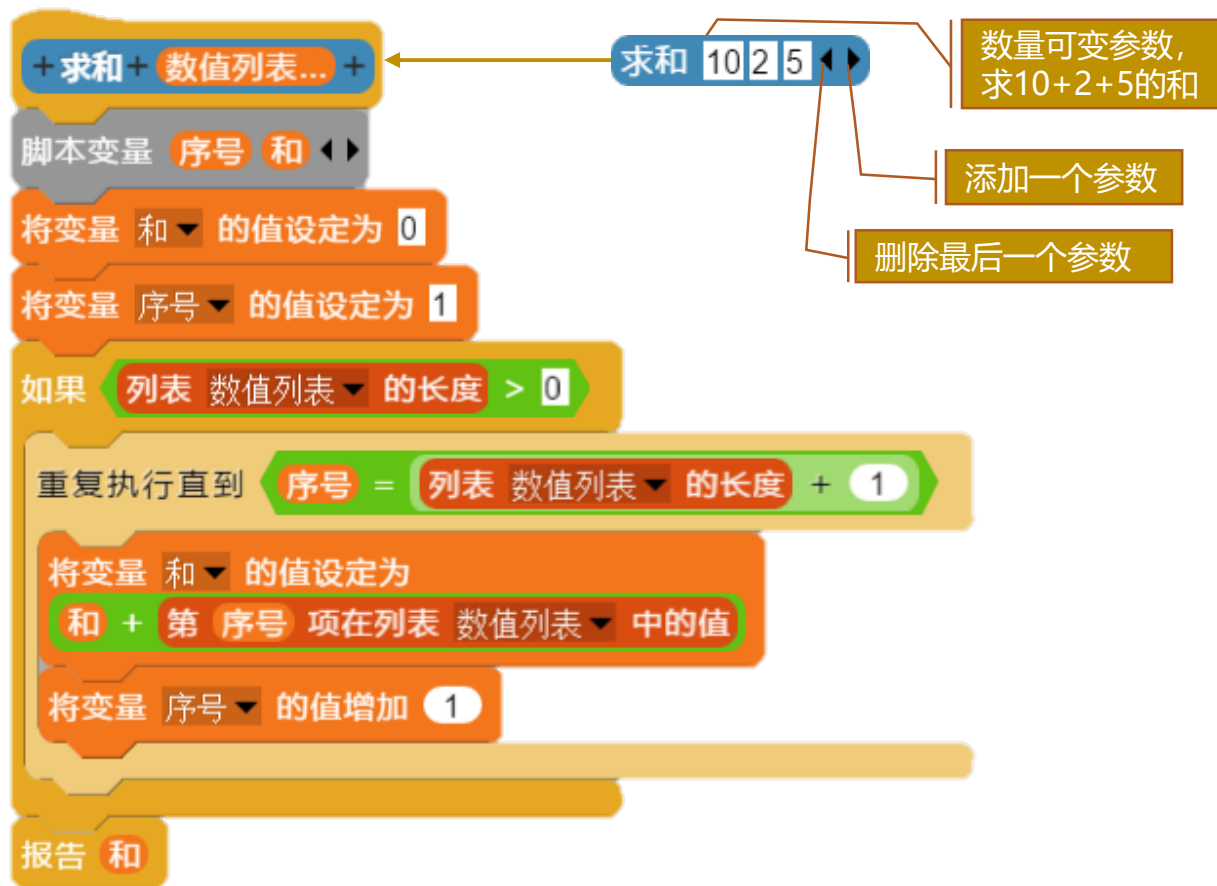 +求和+ 数值列表... +
求和 10 2 5
数量可变参数，
求10+2+5的和
脚本变量 序号 和
添加一个参数
将变量 和 的值设定为 0
删除最后一个参数
将变量 序号 的值设定为 1
如果 列表 数值列表 的长度 > 0
重复执行直到 序号 = 列表 数值列表 的长度 + 1
将变量 和 的值设定为
和 + 第 序号 项在列表 数值列表 中的值
将变量 序号 的值增加 1
报告 和